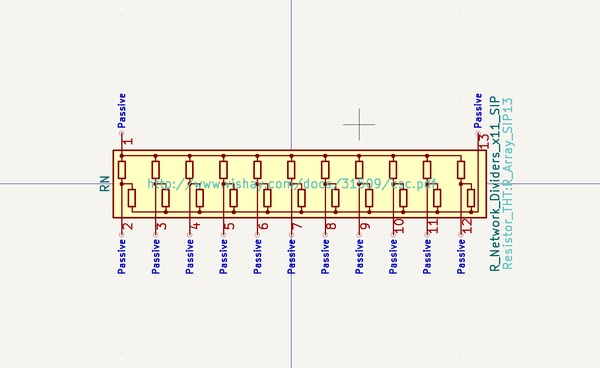 Passive
Passive
1
13
RN
http://www.vishay.com/docs/31509/csc.pdf
R_Network_Dividers_x11_SIP
Resistor_THT:R_Array_SIP13
2
3
4
5
6
7
8
9
10
11
12
Passive
Passive
Passive
Passive
Passive
Passive
Passive
Passive
Passive
Passive
Passive